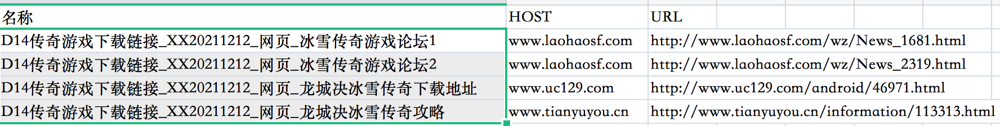 名称 HOST URL
D14传奇游戏下载链接_XX20211212_网页_冰雪传奇游戏论坛1 www.laohaosf.com http://www.laohaosf.com/wz/News_1681.html
D14传奇游戏下载链接_XX20211212_网页_冰雪传奇游戏论坛2 www.laohaosf.com http://www.laohaosf.com/wz/News_2319.html
D14传奇游戏下载链接_XX20211212_网页_龙城决冰雪传奇下载地址 www.uc129.com http://www.uc129.com/android/46971.html
D14传奇游戏下载链接_XX20211212_网页_龙城决冰雪传奇攻略 www.tianyuyou.cn http://www.tianyuyou.cn/information/113313.html